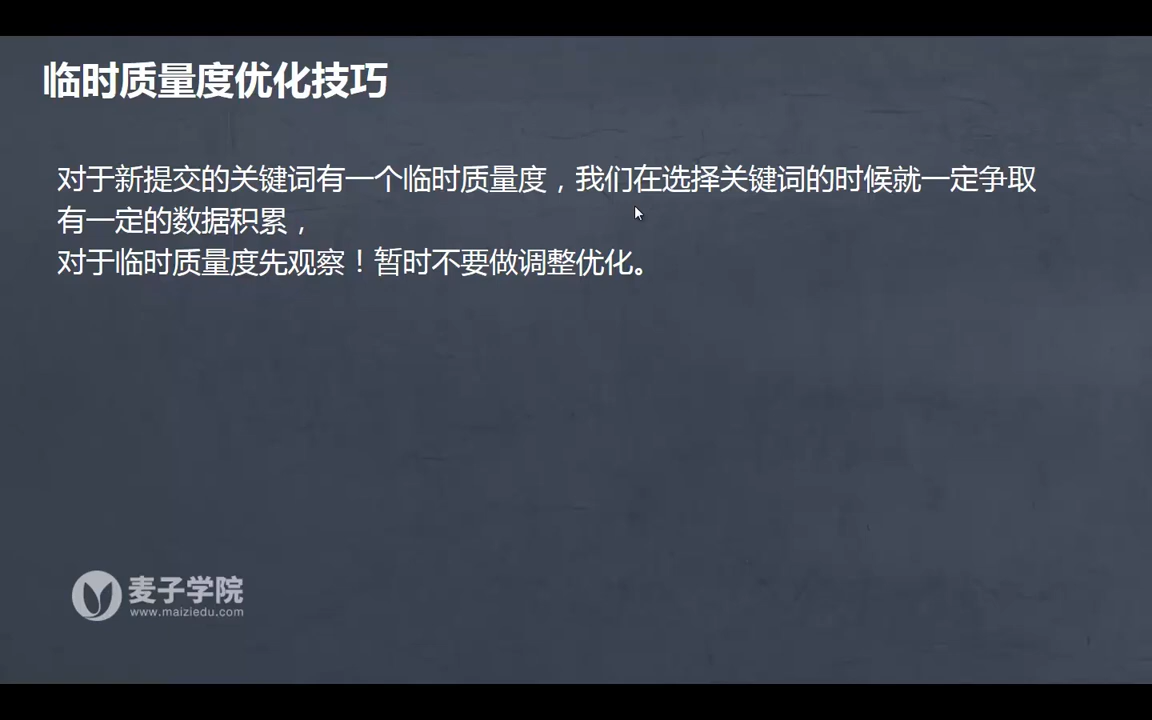 临时质量度优化技巧
对于新提交的关键词有一个临时质量度，我们在选择关键词的时候就一定争取
有一定的数据积累，
对于临时质量度先观察！暂时不要做调整优化。
麦子学院
www.maiziedu.com